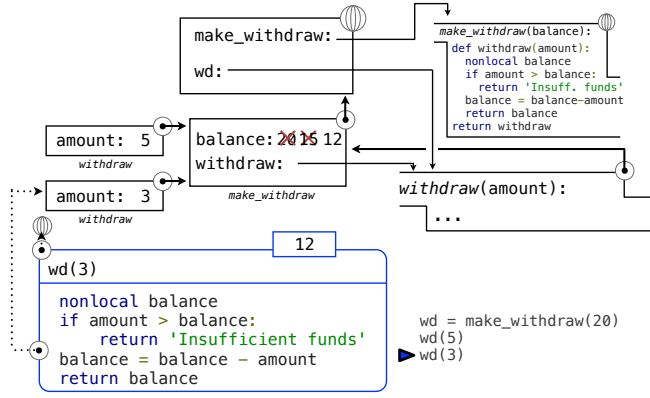 make_withdraw:
wd:
make_withdraw(balance):
def withdraw(amount):
nonlocal balance
if amount > balance:
return 'Insuff. funds'
balance = balance−amount
return balance
return withdraw
amount: 5
withdraw
balance: 20 15 12
withdraw:
make_withdraw
amount: 3
withdraw
withdraw(amount):
...
12
wd(3)
nonlocal balance
if amount > balance:
return 'Insufficient funds'
balance = balance − amount
return balance
wd = make_withdraw(20)
wd(5)
wd(3)